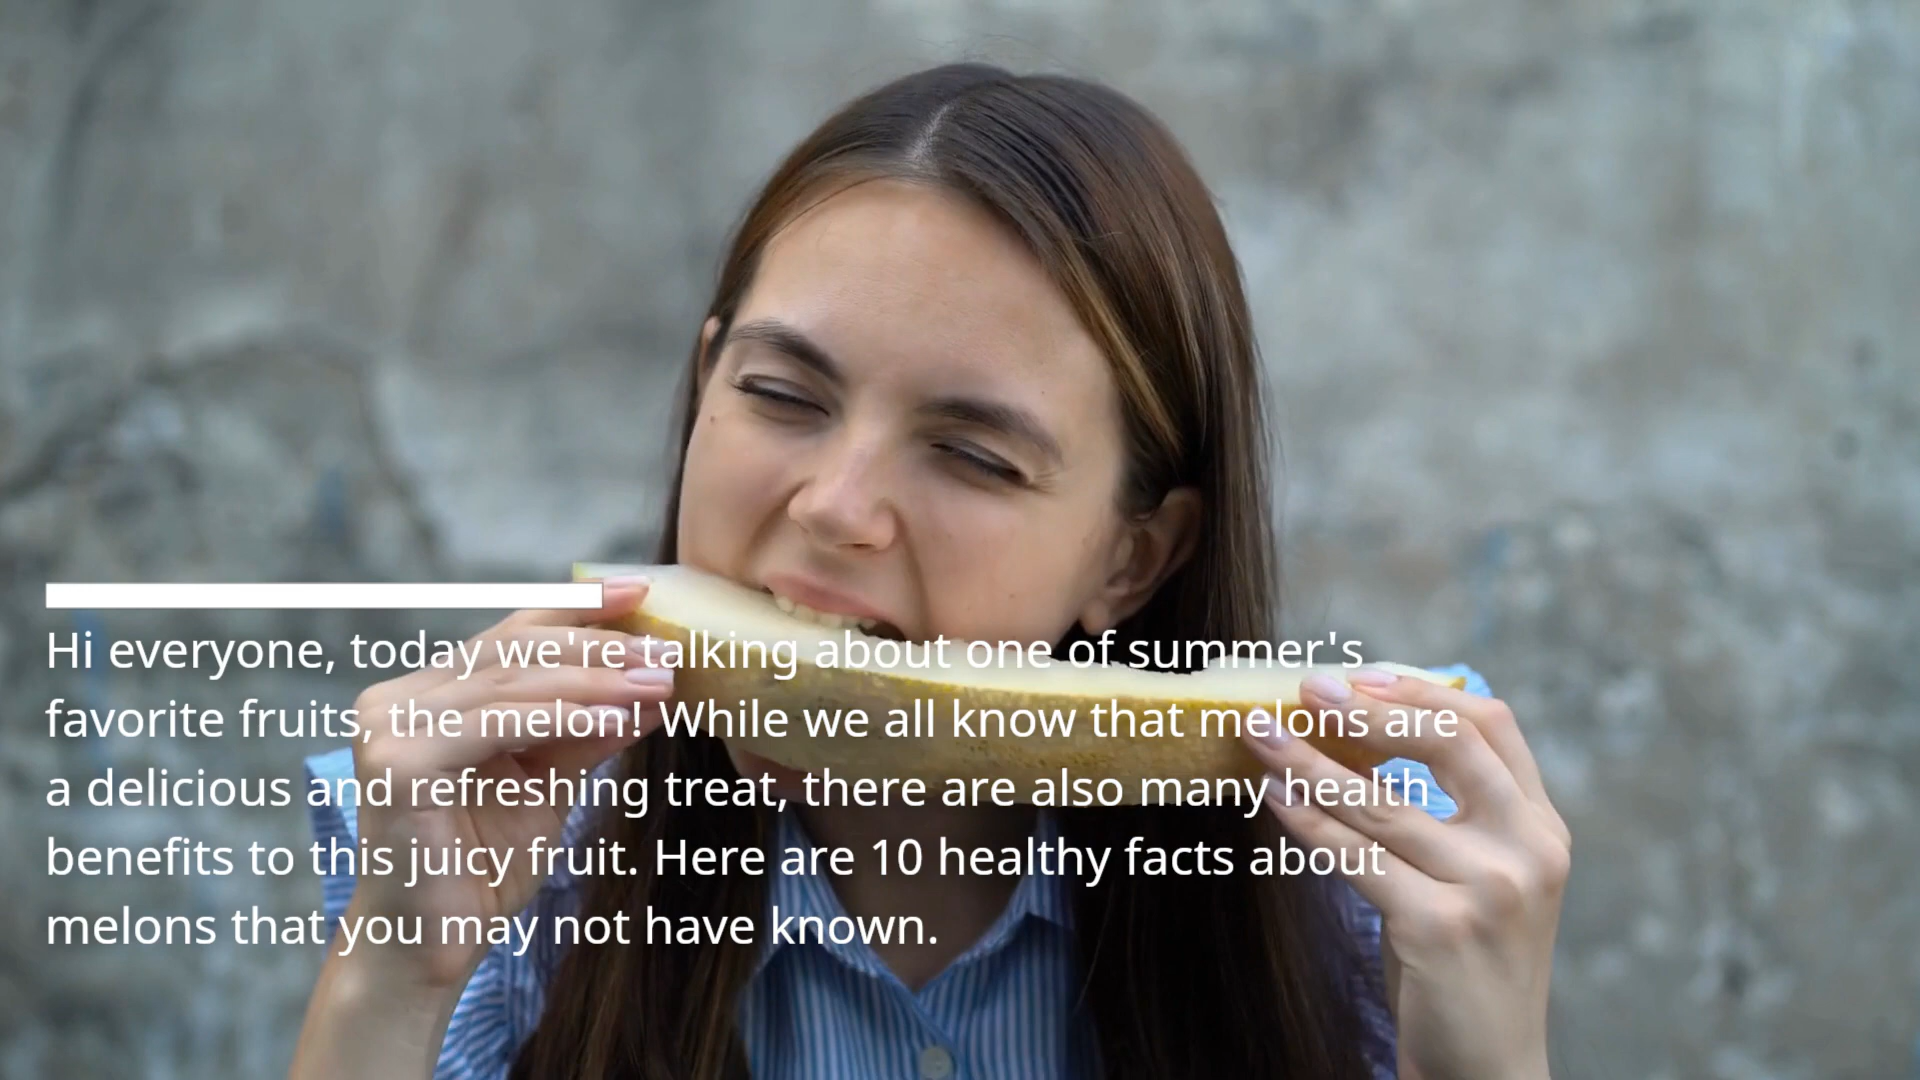 Hi everyone, today we're talking about one of summer's
favorite fruits, the melon! While we all know that melons are
a delicious and refreshing treat, there are also many health
benefits to this juicy fruit. Here are 10 healthy facts about
melons that you may not have known.